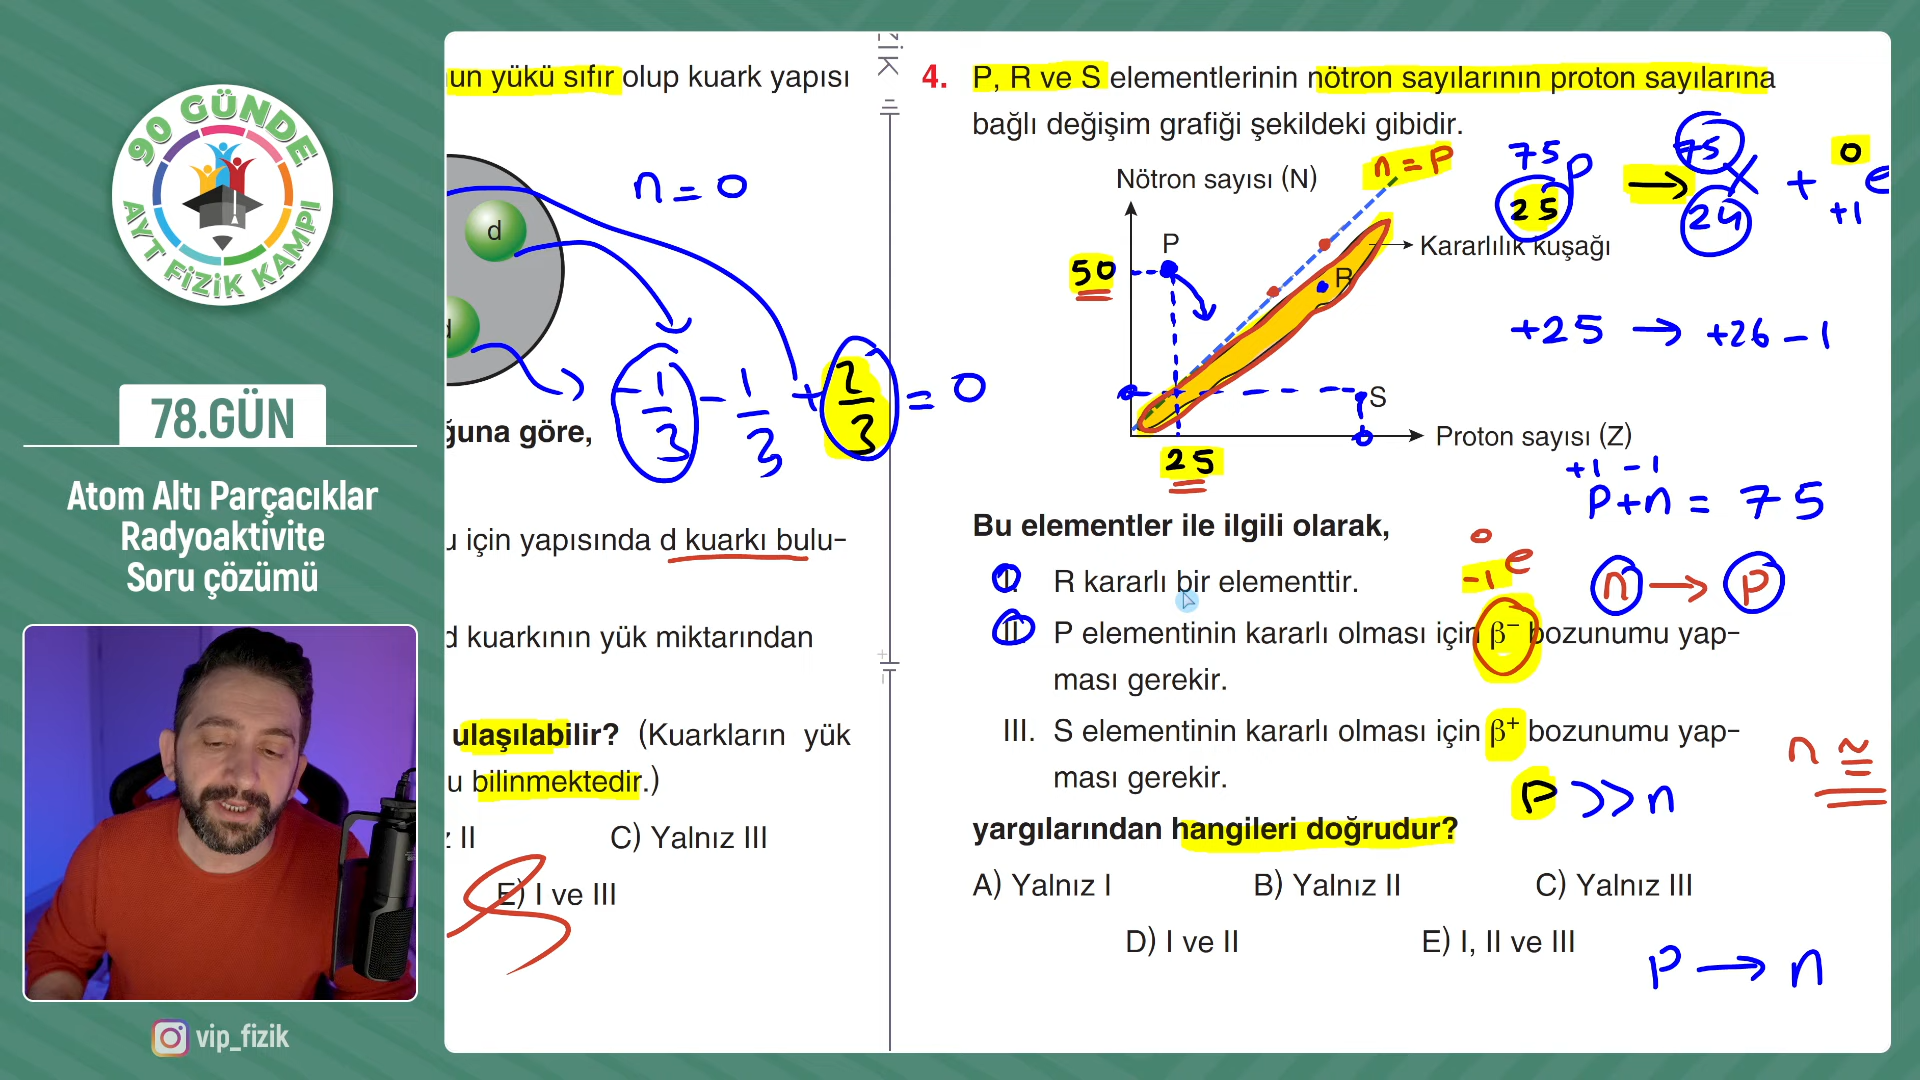 90 GÜNDE
AYT FİZİK KAMPI
78.GÜN
Atom Altı Parçacıklar
Radyoaktivite
Soru çözümü
vip_fizik
yükü sıfır olup kuark yapısı
n = 0
d
-1/3 - 1/3 + 2/3 = 0
göre,
için yapısında d kuarkı bulu-
d kuarkının yük miktarından
ulaşılabilir? (Kuarkların yük
bilinmektedir.)
II
C) Yalnız III
E) I ve III
4. P, R ve S elementlerinin nötron sayılarının proton sayılarına
bağlı değişim grafiği şekildeki gibidir.
Nötron sayısı (N)
n = p
75 25 P → 75 24 X + 0 +1 e
P
50
Kararlılık kuşağı
R
+25 → +26 -1
S
Proton sayısı (Z)
25
+1 -1
p+n = 75
Bu elementler ile ilgili olarak,
0 -1 e
n → p
I. R kararlı bir elementtir.
II. P elementinin kararlı olması için β⁻ bozunumu yap-
ması gerekir.
III. S elementinin kararlı olması için β⁺ bozunumu yap-
ması gerekir.
n ≅
P >> n
yargılarından hangileri doğrudur?
A) Yalnız I
B) Yalnız II
C) Yalnız III
D) I ve II
E) I, II ve III
p → n